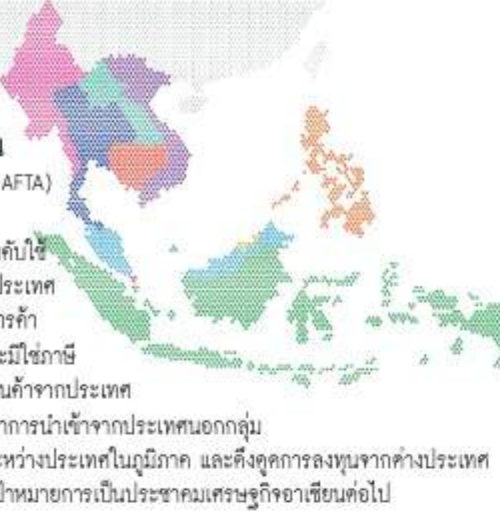 AFTA)
ังคับใช้
ประเทศ
ารค้า
ะมิใช่ภาษี
นค้าจากประเทศ
าการนำเข้าจากประเทศนอกกลุ่ม
ะหว่างประเทศในภูมิภาค และดึงดูดการลงทุนจากต่างประเทศ
ป้าหมายการเป็นประชาคมเศรษฐกิจอาเซียนต่อไป